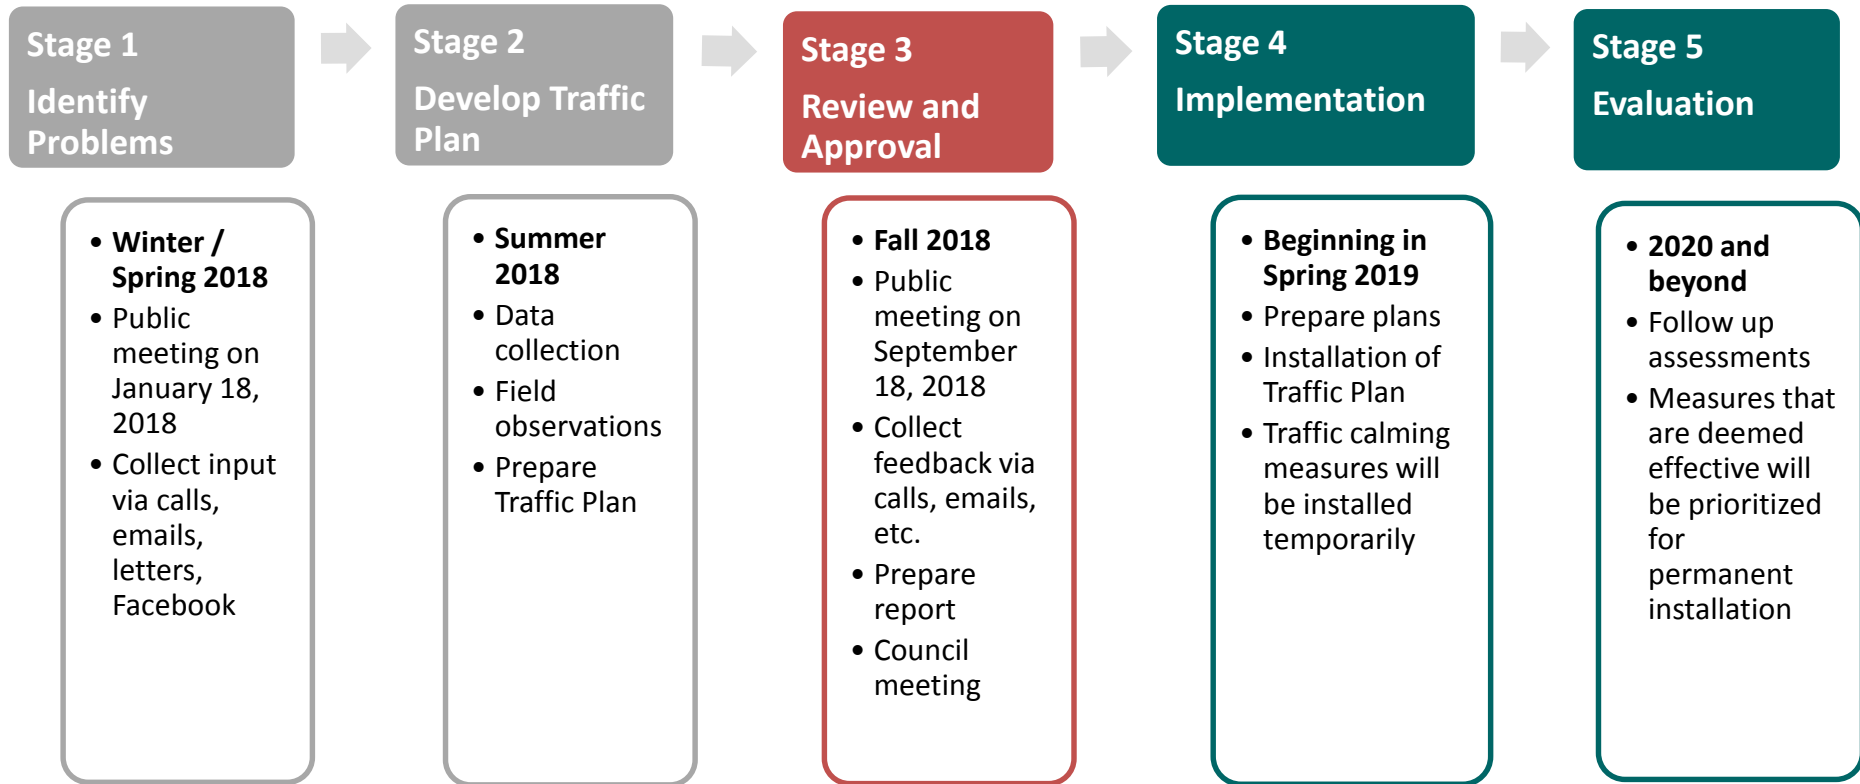 Stage 1
Identify
Problems
• Winter /
Spring 2018
• Public
meeting on
January 18,
2018
• Collect input
via calls,
emails,
letters,
Facebook
Stage 2
Develop Traffic
Plan
• Summer
2018
• Data
collection
• Field
observations
• Prepare
Traffic Plan
Stage 3
Review and
Approval
• Fall 2018
• Public
meeting on
September
18, 2018
• Collect
feedback via
calls, emails,
etc.
• Prepare
report
• Council
meeting
Stage 4
Implementation
• Beginning in
Spring 2019
• Prepare plans
• Installation of
Traffic Plan
• Traffic calming
measures will
be installed
temporarily
Stage 5
Evaluation
• 2020 and
beyond
• Follow up
assessments
• Measures that
are deemed
effective will
be prioritized
for
permanent
installation